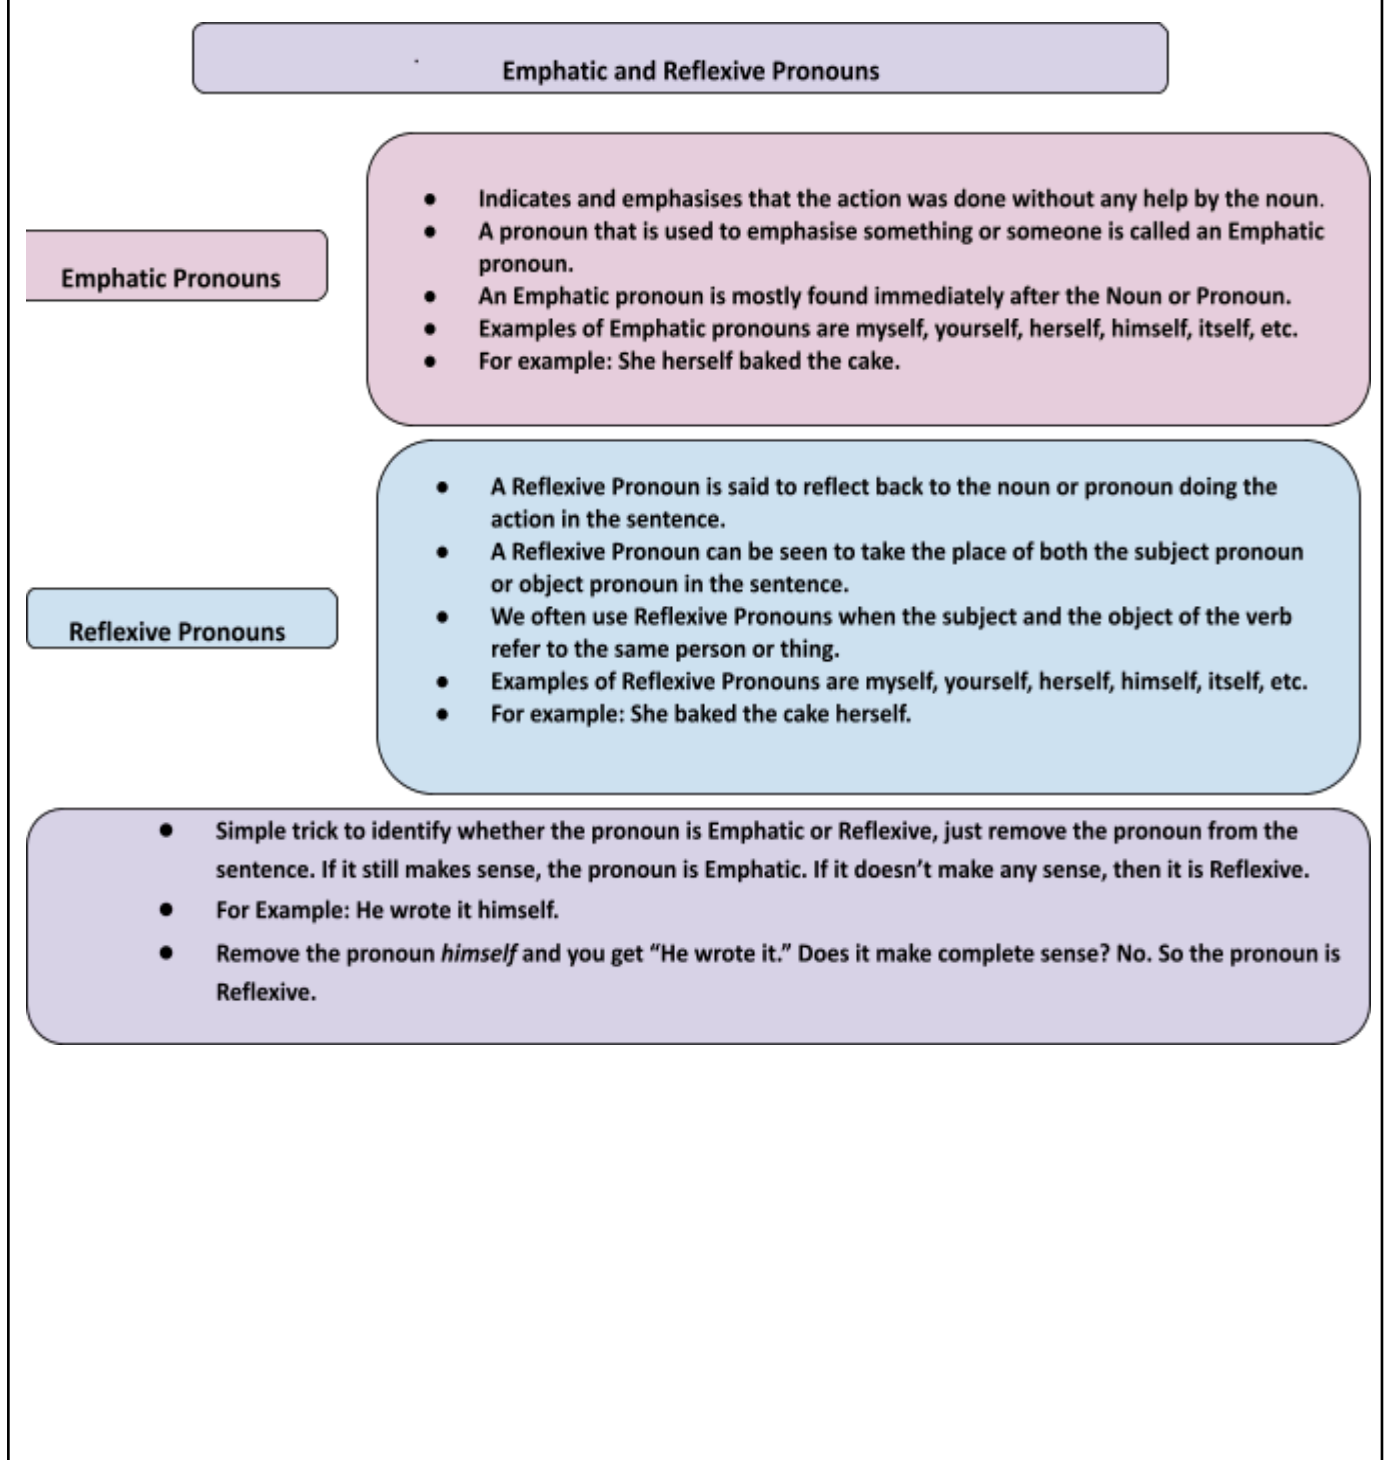 Emphatic and Reflexive Pronouns
● Indicates and emphasises that the action was done without any help by the noun.
● A pronoun that is used to emphasise something or someone is called an Emphatic
pronoun.
● An Emphatic pronoun is mostly found immediately after the Noun or Pronoun.
● Examples of Emphatic pronouns are myself, yourself, herself, himself, itself, etc.
● For example: She herself baked the cake.
Emphatic Pronouns
● A Reflexive Pronoun is said to reflect back to the noun or pronoun doing the
action in the sentence.
● A Reflexive Pronoun can be seen to take the place of both the subject pronoun
or object pronoun in the sentence.
● We often use Reflexive Pronouns when the subject and the object of the verb
refer to the same person or thing.
● Examples of Reflexive Pronouns are myself, yourself, herself, himself, itself, etc.
● For example: She baked the cake herself.
Reflexive Pronouns
● Simple trick to identify whether the pronoun is Emphatic or Reflexive, just remove the pronoun from the
sentence. If it still makes sense, the pronoun is Emphatic. If it doesn’t make any sense, then it is Reflexive.
● For Example: He wrote it himself.
● Remove the pronoun himself and you get “He wrote it.” Does it make complete sense? No. So the pronoun is
Reflexive.